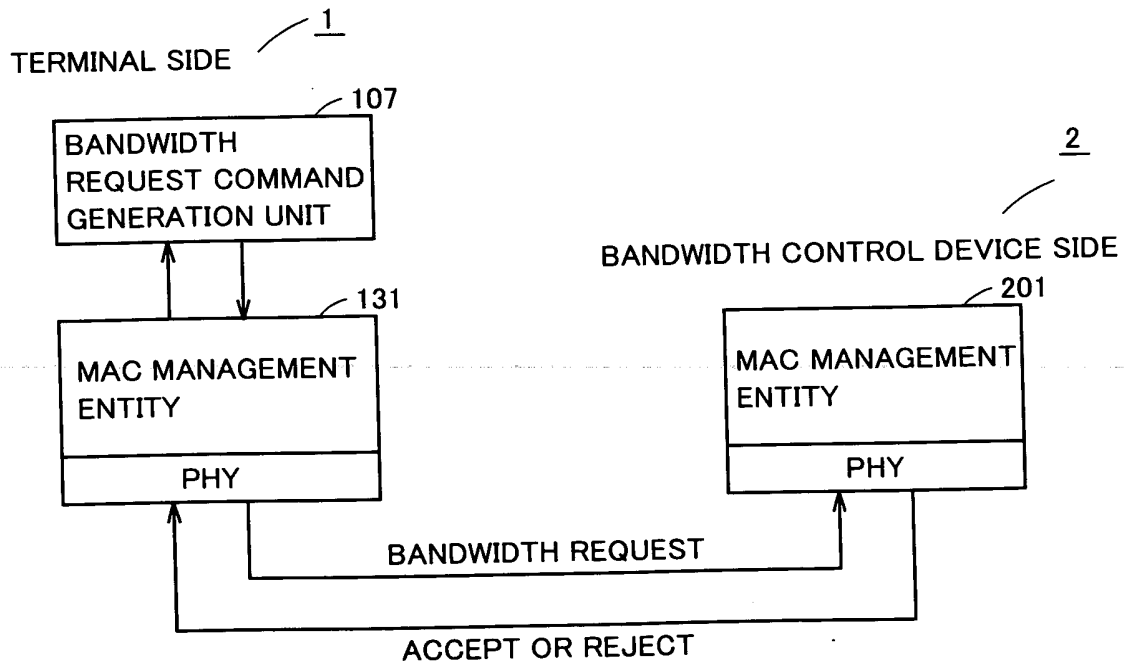 1
TERMINAL SIDE
107
BANDWIDTH
REQUEST COMMAND
GENERATION UNIT
2
BANDWIDTH CONTROL DEVICE SIDE
131
201
MAC MANAGEMENT
ENTITY
PHY
MAC MANAGEMENT
ENTITY
PHY
BANDWIDTH REQUEST
ACCEPT OR REJECT